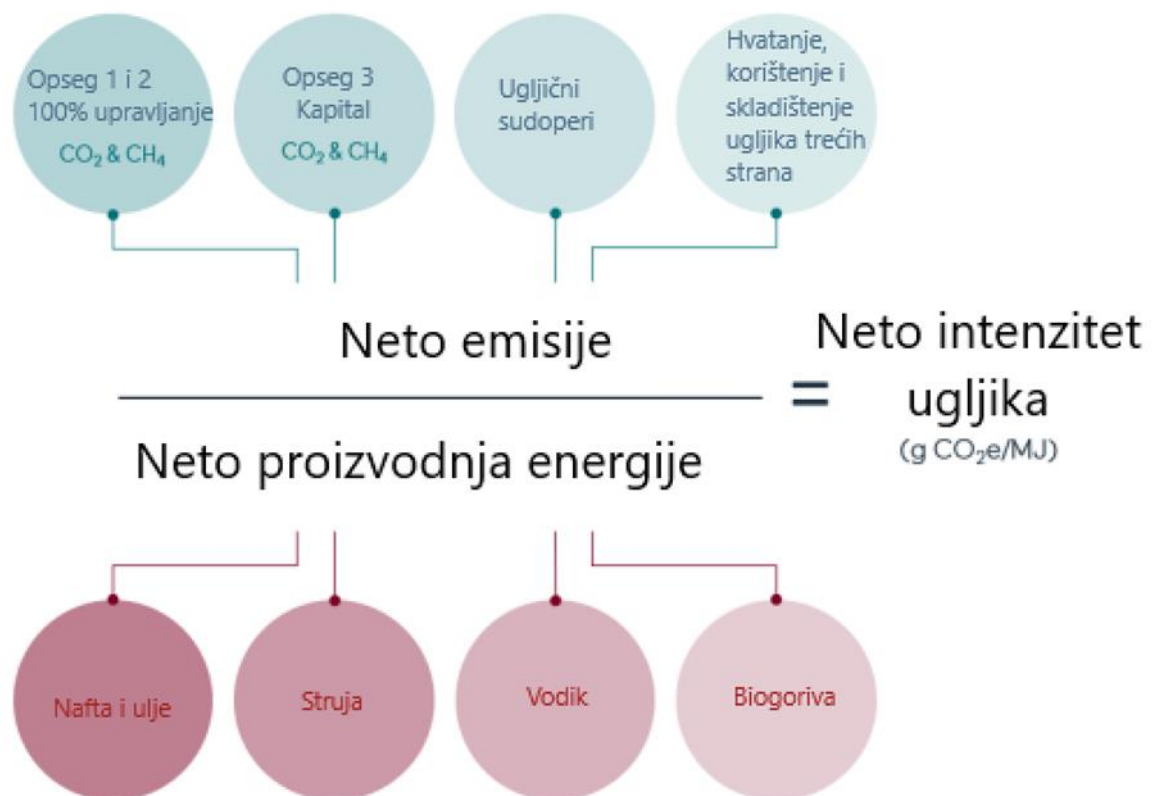 Opseg 1 i 2
100% upravljanje
CO₂ & CH₄
Opseg 3
Kapital
CO₂ & CH₄
Ugljični
sudoperi
Hvatanje,
korištenje i
skladištenje
ugljika trećih
strana
Neto emisije
Neto proizvodnja energije
=
Neto intenzitet
ugljika
(g CO₂e/MJ)
Nafta i ulje
Struja
Vodik
Biogoriva